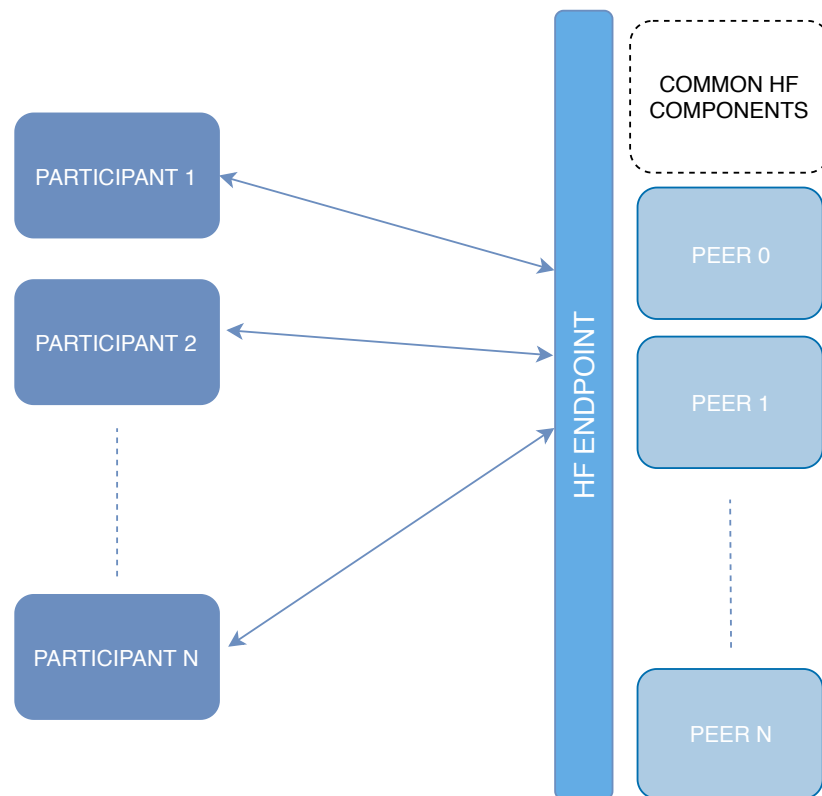 COMMON HF
COMPONENTS
PARTICIPANT 1
PEER 0
PARTICIPANT 2
HF ENDPOINT
PEER 1
PARTICIPANT N
PEER N